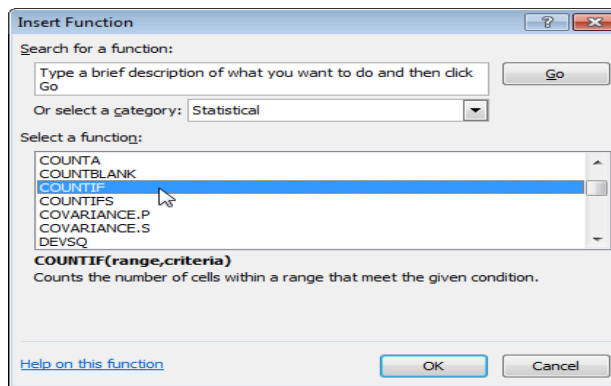 Insert Function
Search for a function:
Type a brief description of what you want to do and then click
Go
Go
Or select a category: Statistical
Select a function:
COUNTA
COUNTBLANK
COUNTIF
COUNTIFS
COVARIANCE.P
COVARIANCE.S
DEVSQ
COUNTIF(range,criteria)
Counts the number of cells within a range that meet the given condition.
Help on this function
OK
Cancel